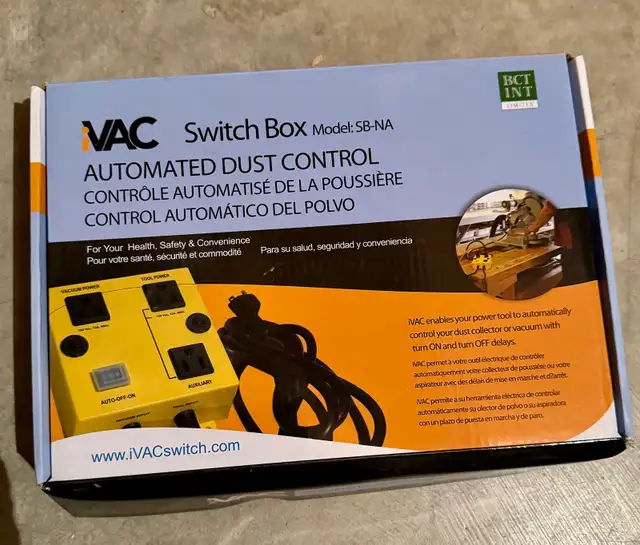 BCT
INT
LIMITED
iVAC Switch Box Model: SB-NA
AUTOMATED DUST CONTROL
CONTRÔLE AUTOMATISÉ DE LA POUSSIÈRE
CONTROL AUTOMÁTICO DEL POLVO
For Your Health, Safety & Convenience
Pour votre santé, sécurité et commodité
Para su salud, seguridad y conveniencia
VACUUM POWER
TOOL POWER
AUXILIARY
AUTO-OFF-ON
iVAC enables your power tool to automatically
control your dust collector or vacuum with
turn ON and turn OFF delays.
iVAC permet à votre outil électrique de contrôler
automatiquement votre collecteur de poussière ou votre
aspirateur avec des délais de mise en marche et d'arrêt.
iVAC permite a su herramienta eléctrica de controlar
automáticamente su olector de polvo o su aspiradora
con un plazo de puesta en marcha y de paro.
www.iVACswitch.com